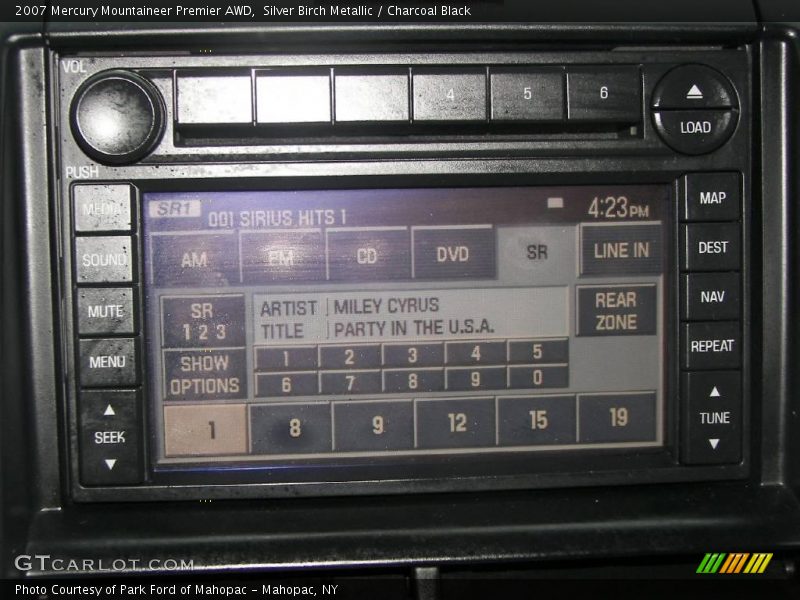 2007 Mercury Mountaineer Premier AWD,  Silver Birch Metallic / Charcoal Black
VOL
4 5 6
LOAD
PUSH
MEDIA
SOUND
MUTE
MENU
SEEK
SR1 001 SIRIUS HITS 1 4:23PM
AM FM CD DVD SR LINE IN
SR
1 2 3
ARTIST MILEY CYRUS
TITLE PARTY IN THE U.S.A.
REAR
ZONE
SHOW
OPTIONS
1 2 3 4 5
6 7 8 9 0
1 8 9 12 15 19
MAP
DEST
NAV
REPEAT
TUNE
GTCARLOT.COM
Photo Courtesy of Park Ford of Mahopac - Mahopac, NY